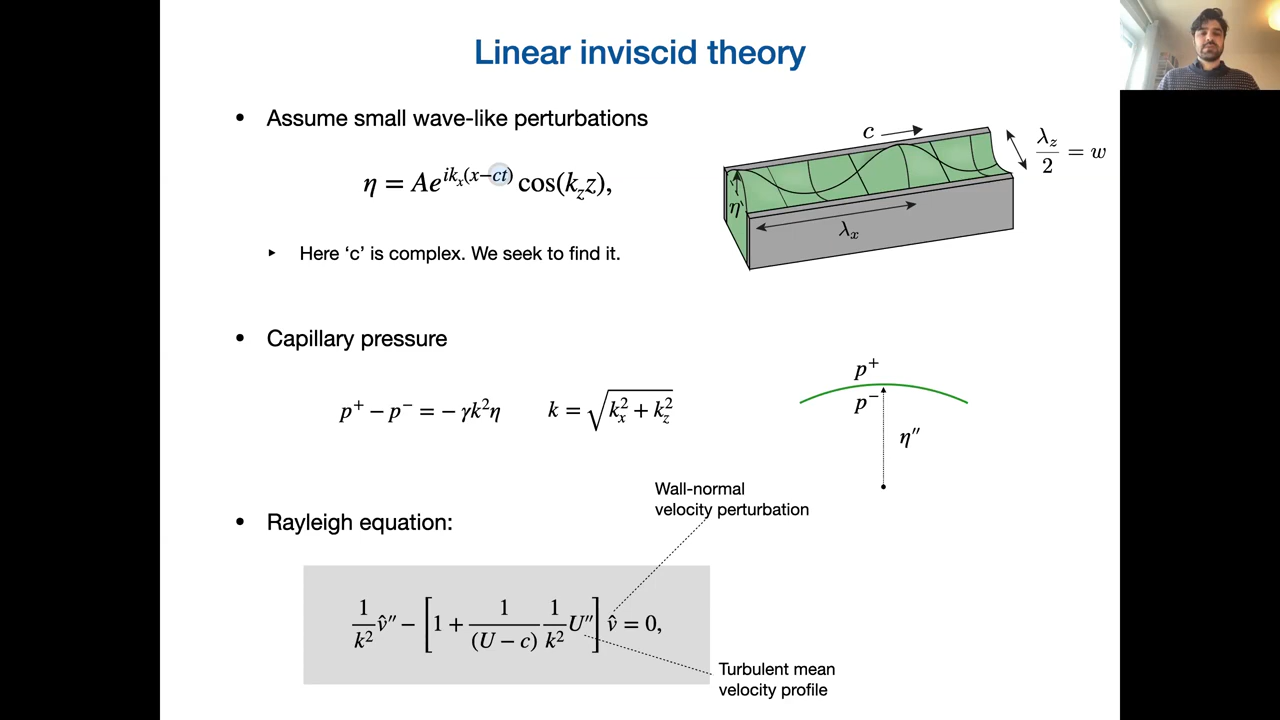 Linear inviscid theory
• Assume small wave-like perturbations
η = Ae^{ik_x(x−ct)} cos(k_z z),
‣ Here ‘c’ is complex. We seek to find it.
c
λ_z/2 = w
η
λ_x
• Capillary pressure
p⁺ − p⁻ = − γk²η
k = √(k_x² + k_z²)
p⁺
p⁻
η″
Wall-normal
velocity perturbation
• Rayleigh equation:
1/k² v̂″ − [1 + 1/(U − c) 1/k² U″] v̂ = 0,
Turbulent mean
velocity profile